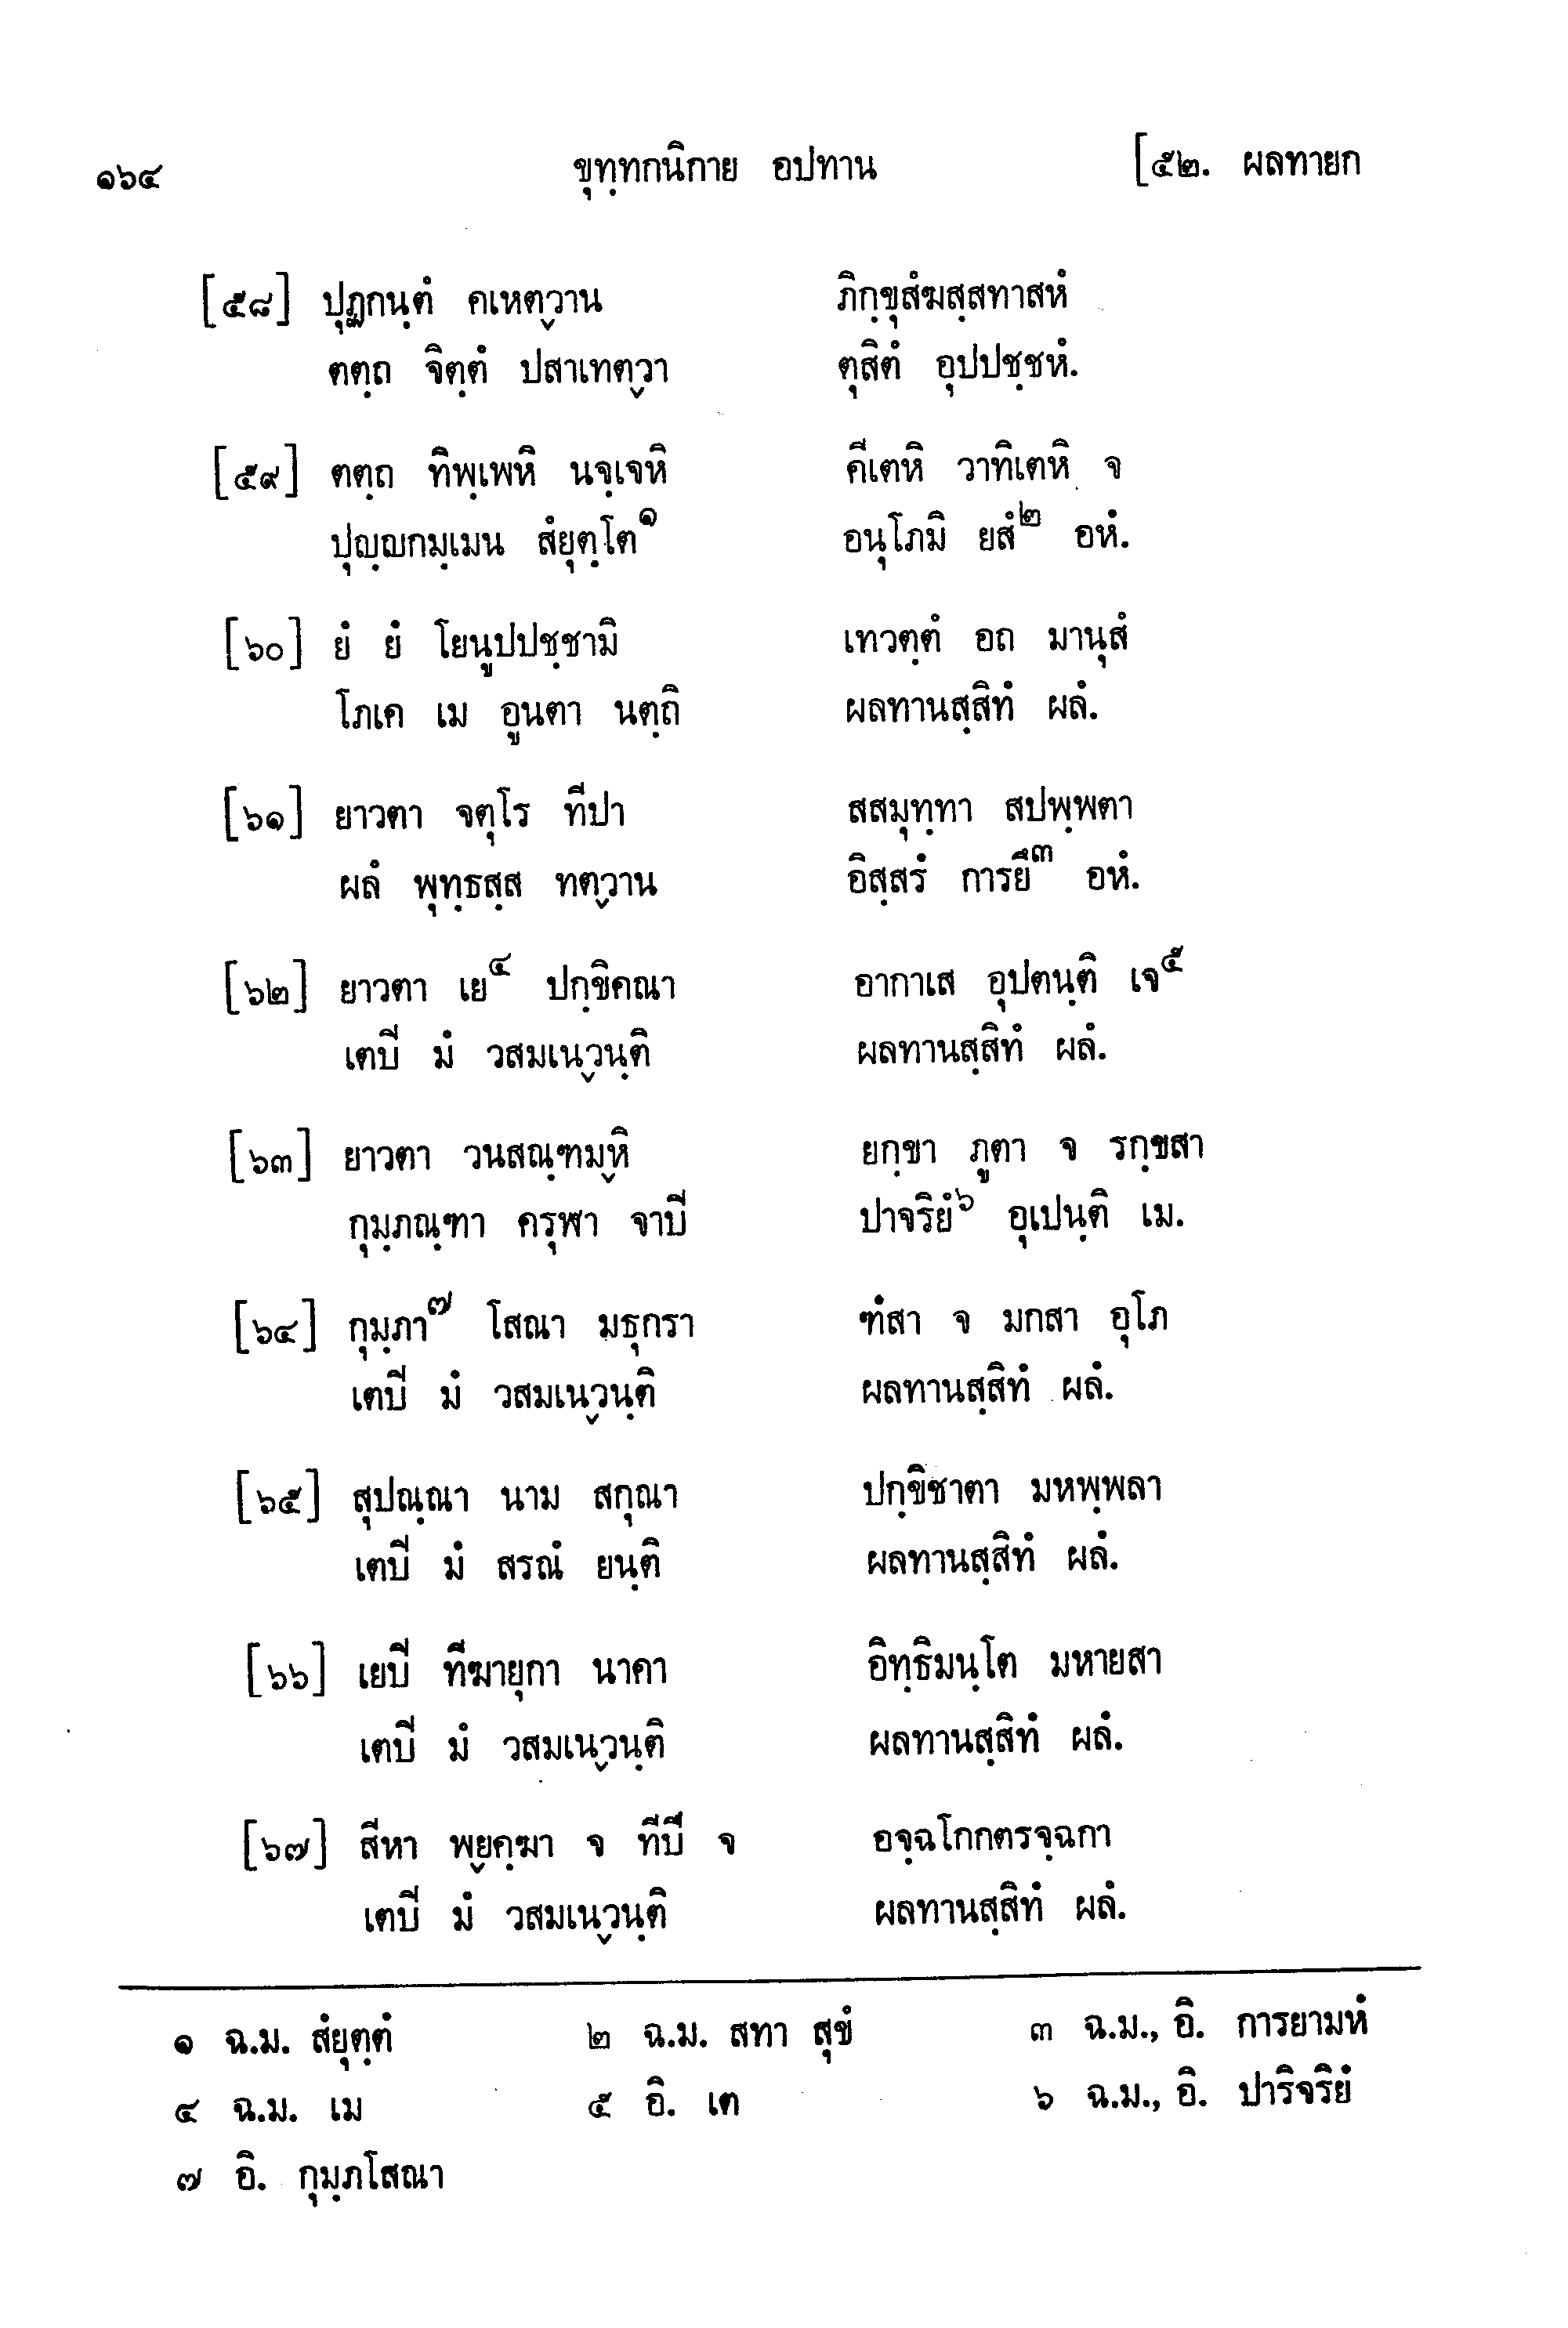 ๑๖๔ ขุทฺทกนิกาย อปทาน [๕๒. ผลทายก
[๕๘] ปุฏกนฺตํ คเหตฺวาน ภิกฺขุสํฆสฺสทาสหํ
ตตฺถ จิตฺตํ ปสาเทตฺวา ตุสิตํ อุปปชฺชหํ.
[๕๙] ตตฺถ ทิพฺเพหิ นจฺเจหิ คีเตหิ วาทิเตหิ จ
ปุญฺญกมฺเมน สํยุตฺโต๑ อนุโภมิ ยสํ๒ อหํ.
[๖๐] ยํ ยํ โยนูปปชฺชามิ เทวตฺตํ อถ มานุสํ
โภเค เม อูนตา นตฺถิ ผลทานสฺสิทํ ผลํ.
[๖๑] ยาวตา จตุโร ทีปา สสมุทฺทา สปพฺพตา
ผลํ พุทฺธสฺส ทตฺวาน อิสฺสรํ การยึ๓ อหํ.
[๖๒] ยาวตา เย๔ ปกฺขิคณา อากาเส อุปตนฺติ เจ๕
เตปี มํ วสมเนฺวนฺติ ผลทานสฺสิทํ ผลํ.
[๖๓] ยาวตา วนสณฺฑมฺหิ ยกฺขา ภูตา จ รกฺขสา
กุมฺภณฺฑา ครุฬา จาปี ปาจริยํ๖ อุเปนฺติ เม.
[๖๔] กุมฺภา๗ โสณา มธุกรา ฑํสา จ มกสา อุโภ
เตปี มํ วสมเนฺวนฺติ ผลทานสฺสิทํ ผลํ.
[๖๕] สุปณฺณา นาม สกุณา ปกฺขิชาตา มหพฺพลา
เตปี มํ สรณํ ยนฺติ ผลทานสฺสิทํ ผลํ.
[๖๖] เยปี ทีฆายุกา นาคา อิทฺธิมนฺโต มหายสา
เตปี มํ วสมเนฺวนฺติ ผลทานสฺสิทํ ผลํ.
[๖๗] สีหา พฺยคฺฆา จ ทีปี จ อจฺฉโกกตรจฺฉกา
เตปี มํ วสมเนฺวนฺติ ผลทานสฺสิทํ ผลํ.
๑ ฉ.ม. สํยุตฺตํ ๒ ฉ.ม. สทา สุขํ ๓ ฉ.ม., อิ. การยามหํ
๔ ฉ.ม. เม ๕ อิ. เต ๖ ฉ.ม., อิ. ปาริจริยํ
๗ อิ. กุมฺภโสณา